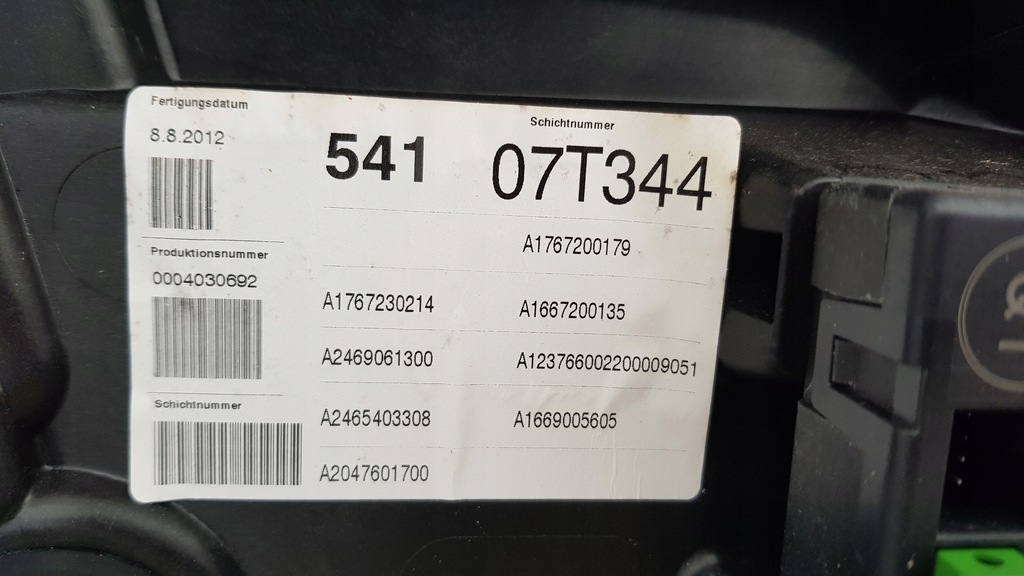 Fertigungsdatum
8.8.2012
541
Schichtnummer
07T344
A1767200179
Produktionsnummer
0004030692
A1767230214
A1667200135
A2469061300
A123766002200009051
Schichtnummer
A2465403308
A1669005605
A2047601700